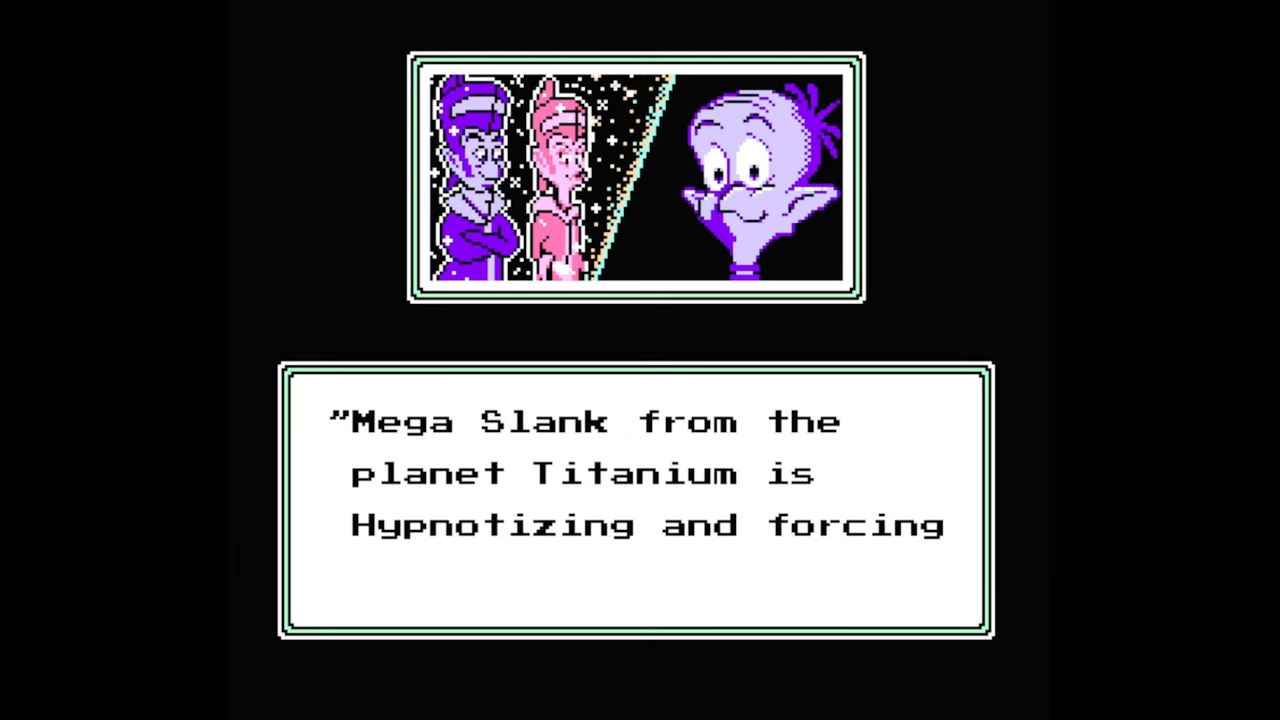 "Mega Slank from the
planet Titanium is
Hypnotizing and forcing